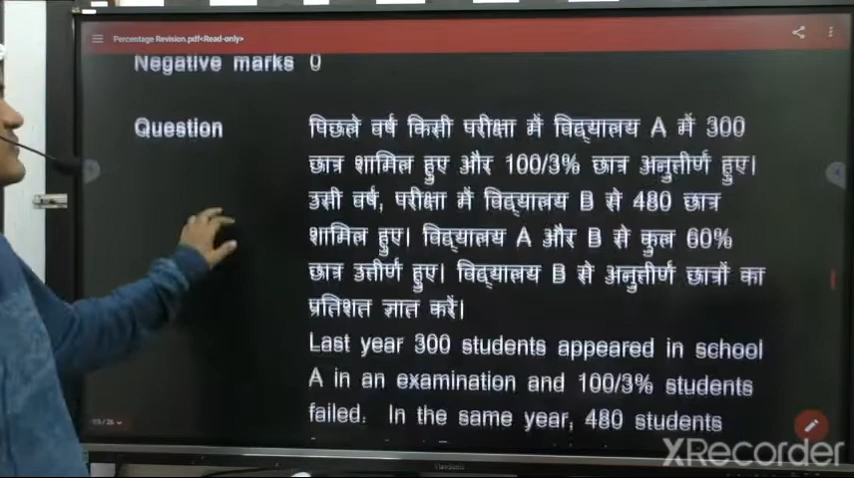 Percentage Revision.pdf<Read-only>
Negative marks 0
Question
पिछले वर्ष किसी परीक्षा में विद्यालय A में 300
छात्र शामिल हुए और 100/3% छात्र अनुत्तीर्ण हुए।
उसी वर्ष, परीक्षा में विद्यालय B से 480 छात्र
शामिल हुए। विद्यालय A और B से कुल 60%
छात्र उत्तीर्ण हुए। विद्यालय B से अनुत्तीर्ण छात्रों का
प्रतिशत ज्ञात करें।
Last year 300 students appeared in school
A in an examination and 100/3% students
failed. In the same year, 480 students
XRecorder
ViewSonic